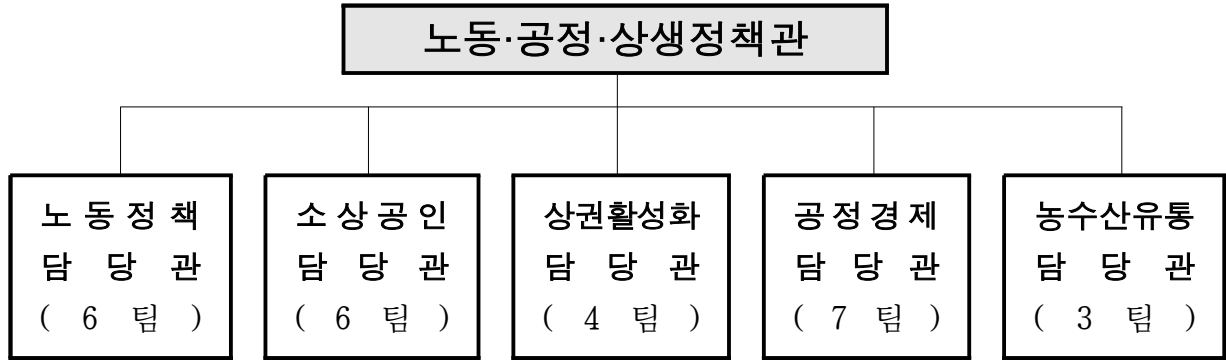 노동·공정·상생정책관
노동정책
담당관
(6팀)
소상공인
담당관
(6팀)
상권활성화
담당관
(4팀)
공정경제
담당관
(7팀)
농수산유통
담당관
(3팀)